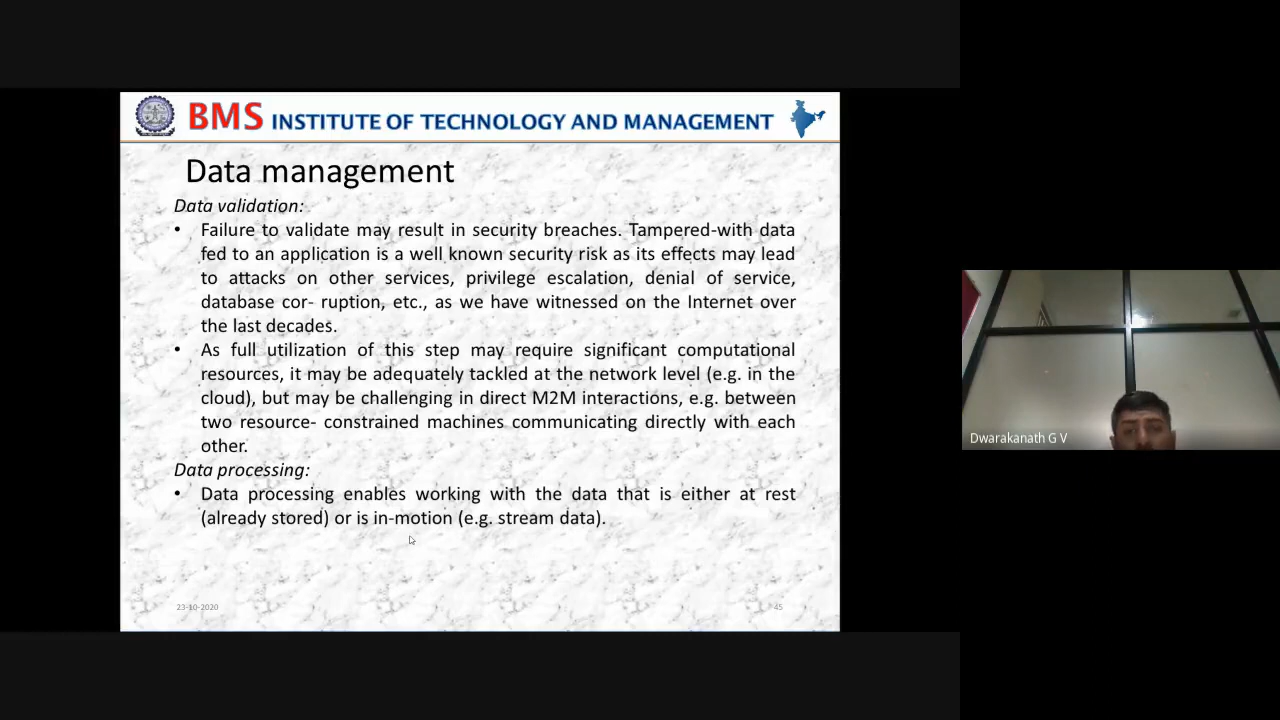 BMS INSTITUTE OF TECHNOLOGY AND MANAGEMENT
Data management
Data validation:
• Failure to validate may result in security breaches. Tampered-with data
fed to an application is a well known security risk as its effects may lead
to attacks on other services, privilege escalation, denial of service,
database cor- ruption, etc., as we have witnessed on the Internet over
the last decades.
• As full utilization of this step may require significant computational
resources, it may be adequately tackled at the network level (e.g. in the
cloud), but may be challenging in direct M2M interactions, e.g. between
two resource- constrained machines communicating directly with each
other.
Data processing:
• Data processing enables working with the data that is either at rest
(already stored) or is in-motion (e.g. stream data).
23-10-2020
45
Dwarakanath G V